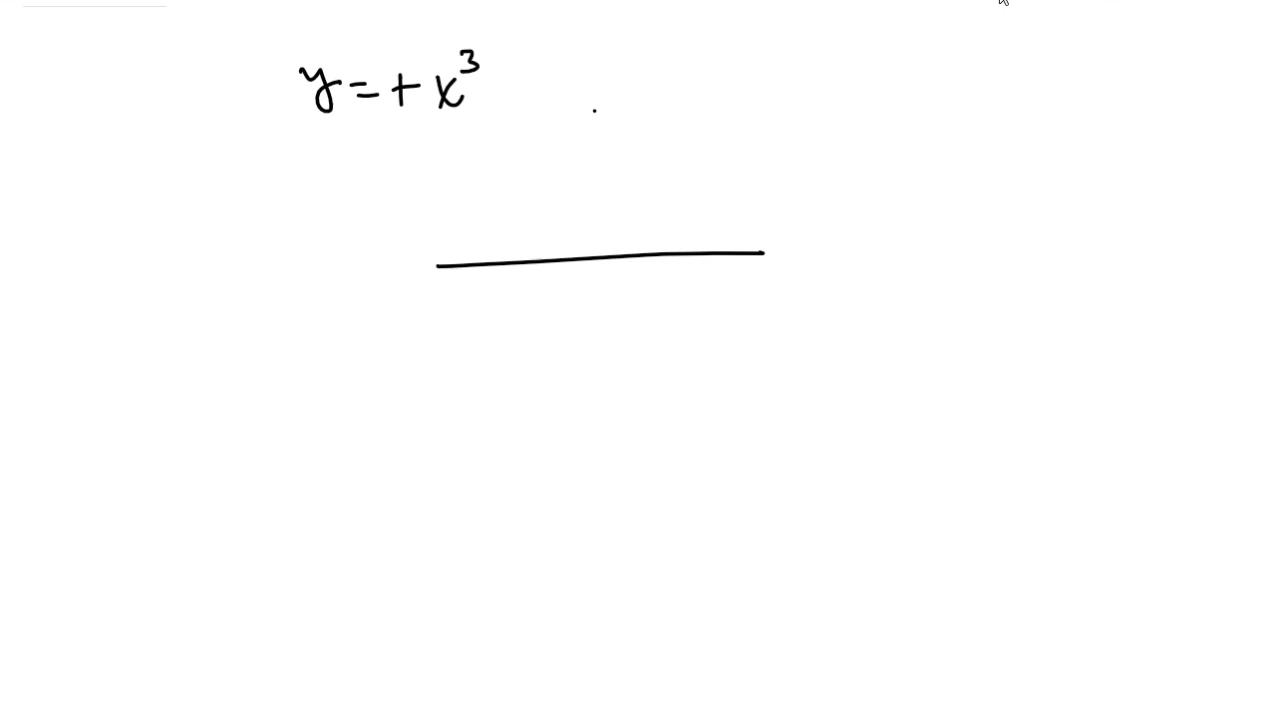 y = + x³